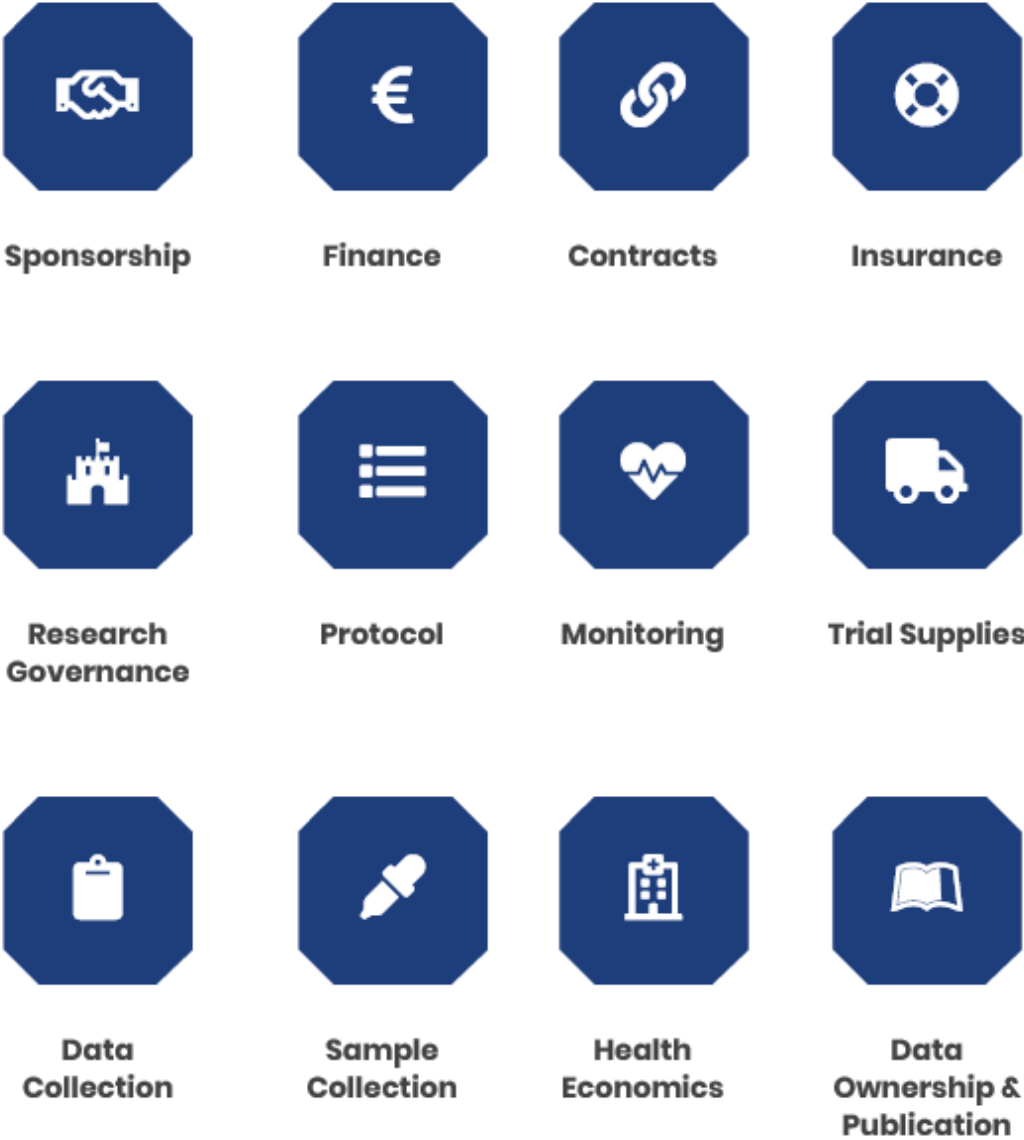 Sponsorship
Finance
Contracts
Insurance
Research
Governance
Protocol
Monitoring
Trial Supplies
Data
Collection
Sample
Collection
Health
Economics
Data
Ownership &
Publication